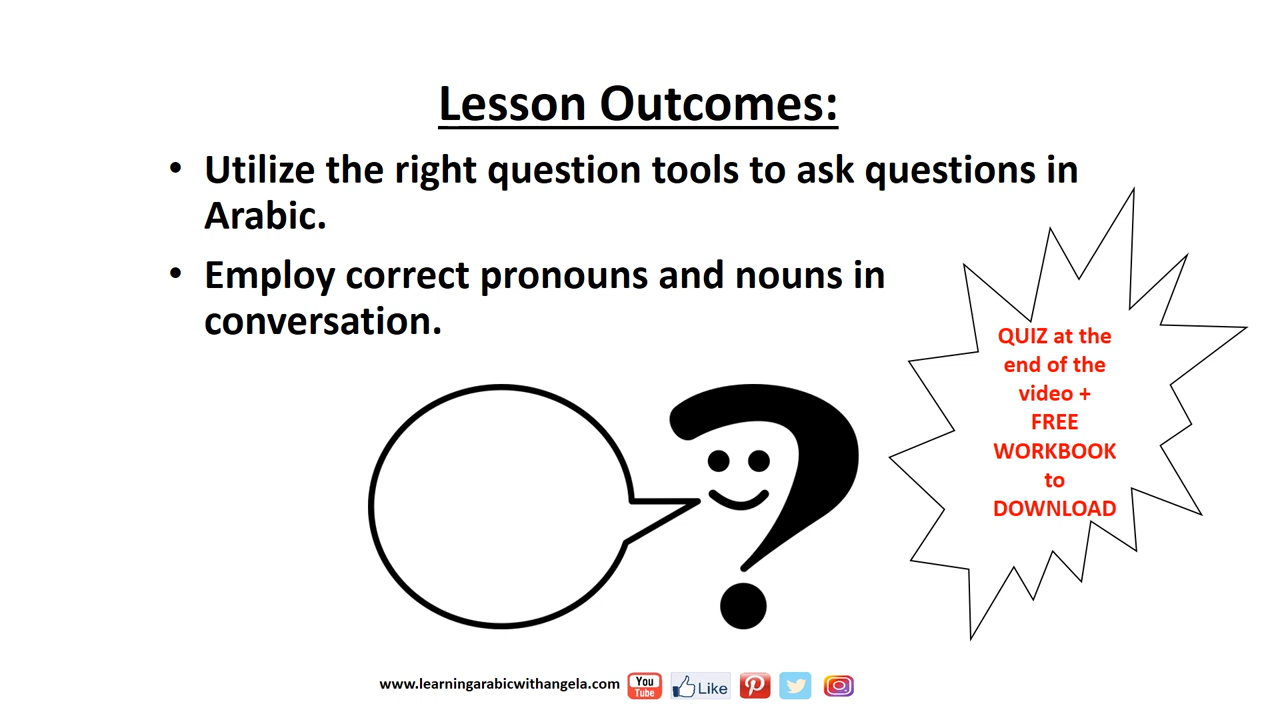 Lesson Outcomes:
• Utilize the right question tools to ask questions in
Arabic.
• Employ correct pronouns and nouns in
conversation.
QUIZ at the
end of the
video +
FREE
WORKBOOK
to
DOWNLOAD
www.learningarabicwithangela.com
You
Tube
Like